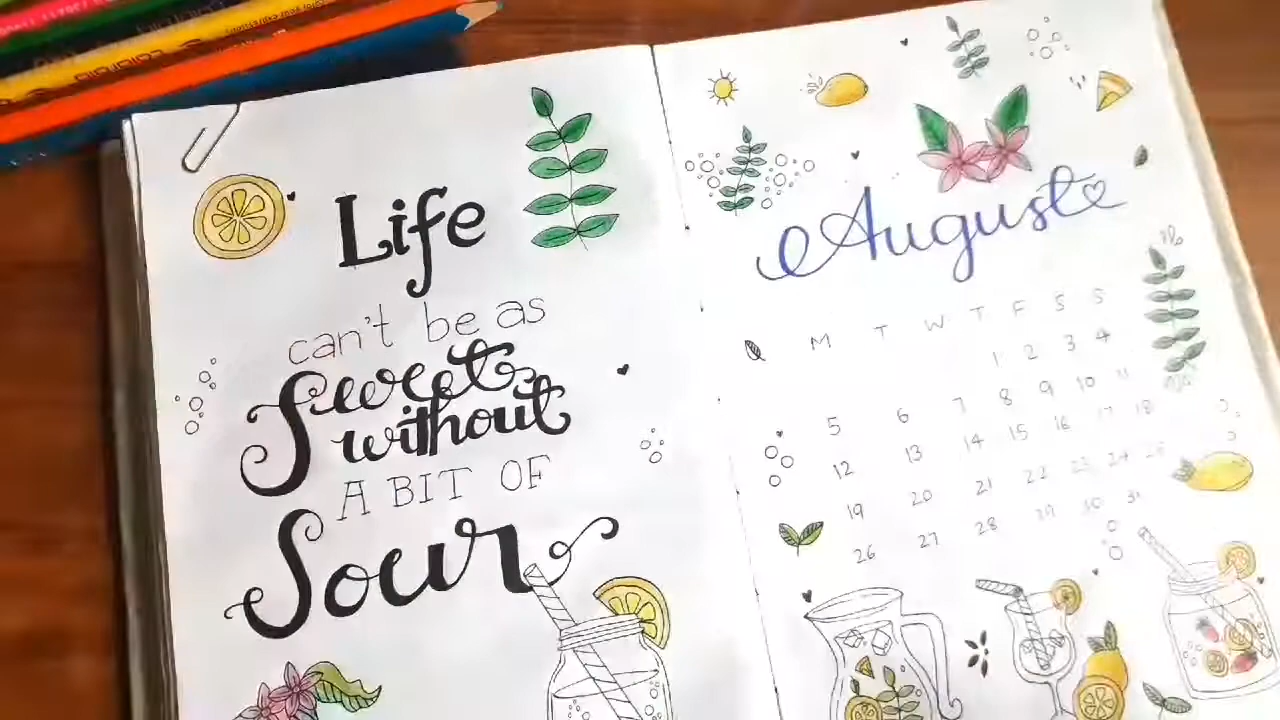 Life
can't be as
Sweet
without
A BIT OF
Sour
August
M T W T F S S
1 2 3 4
5 6 7 8 9 10 11
12 13 14 15 16 17 18
19 20 21 22 23 24 25
26 27 28 29 30 31